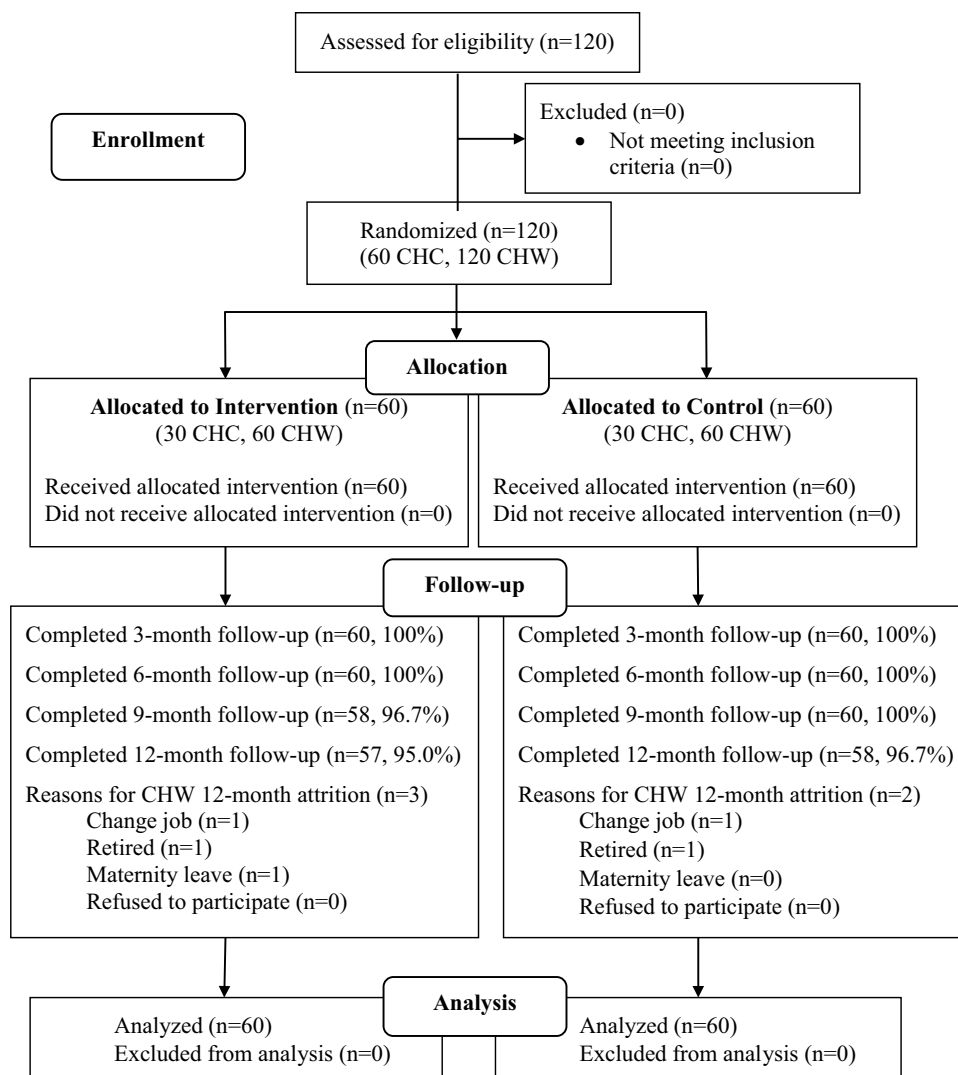 Assessed for eligibility (n=120)
Enrollment
Excluded (n=0)
• Not meeting inclusion
criteria (n=0)
Randomized (n=120)
(60 CHC, 120 CHW)
Allocation
Allocated to Intervention (n=60)
(30 CHC, 60 CHW)
Received allocated intervention (n=60)
Did not receive allocated intervention (n=0)
Allocated to Control (n=60)
(30 CHC, 60 CHW)
Received allocated intervention (n=60)
Did not receive allocated intervention (n=0)
Follow-up
Completed 3-month follow-up (n=60, 100%)
Completed 6-month follow-up (n=60, 100%)
Completed 9-month follow-up (n=58, 96.7%)
Completed 12-month follow-up (n=57, 95.0%)
Reasons for CHW 12-month attrition (n=3)
Change job (n=1)
Retired (n=1)
Maternity leave (n=1)
Refused to participate (n=0)
Completed 3-month follow-up (n=60, 100%)
Completed 6-month follow-up (n=60, 100%)
Completed 9-month follow-up (n=60, 100%)
Completed 12-month follow-up (n=58, 96.7%)
Reasons for CHW 12-month attrition (n=2)
Change job (n=1)
Retired (n=1)
Maternity leave (n=0)
Refused to participate (n=0)
Analysis
Analyzed (n=60)
Excluded from analysis (n=0)
Analyzed (n=60)
Excluded from analysis (n=0)